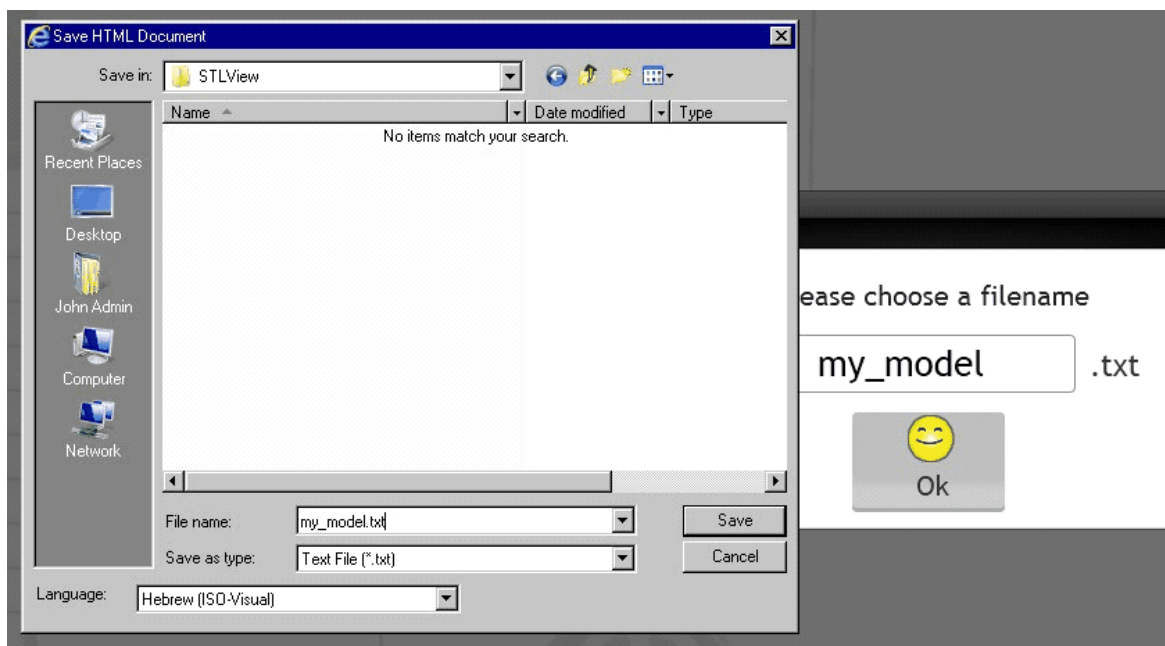 Save HTML Document
Save in: STLView
Name Date modified Type
No items match your search.
Recent Places
Desktop
John Admin
Computer
Network
File name: my_model.txt Save
Save as type: Text File (*.txt) Cancel
Language: Hebrew (ISO-Visual)
ease choose a filename
my_model .txt
Ok